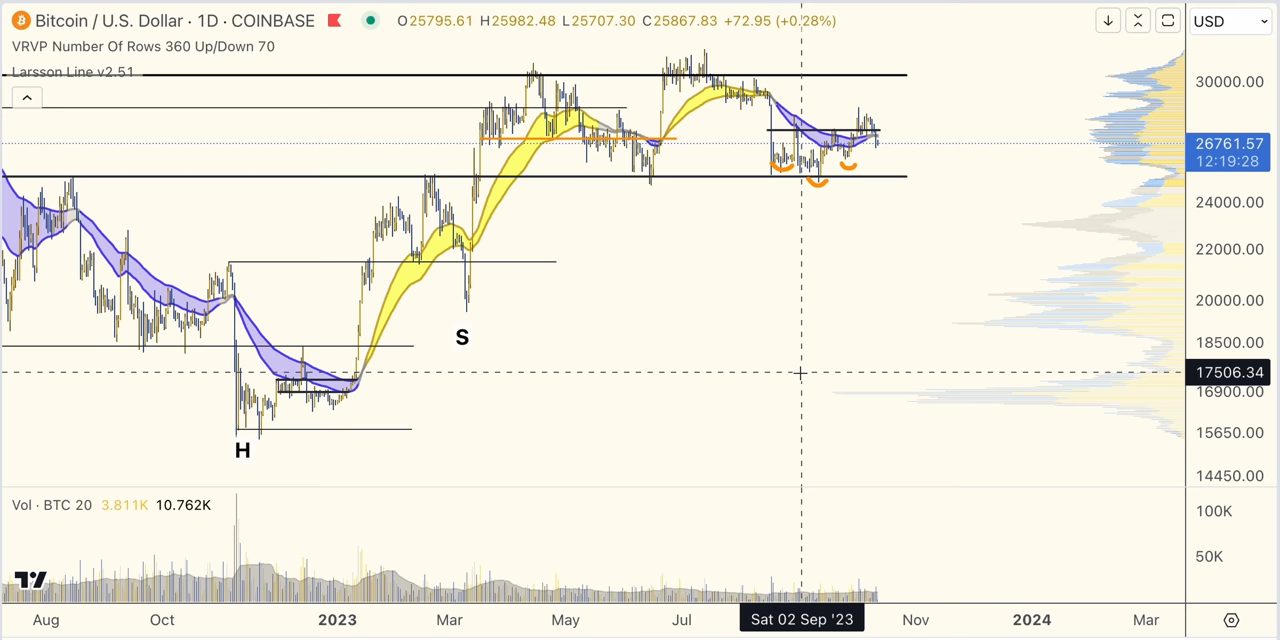 Bitcoin / U.S. Dollar · 1D · COINBASE O25795.61 H25982.48 L25707.30 C25867.83 +72.95 (+0.28%) USD
VRVP Number Of Rows 360 Up/Down 70
Larsson Line v2.51
30000.00
26761.57
12:19:28
24000.00
22000.00
20000.00
18500.00
17506.34
16900.00
15650.00
14450.00
S
H
Vol · BTC 20 3.811K 10.762K
100K
50K
Aug Oct 2023 Mar May Jul Sat 02 Sep '23 Nov 2024 Mar